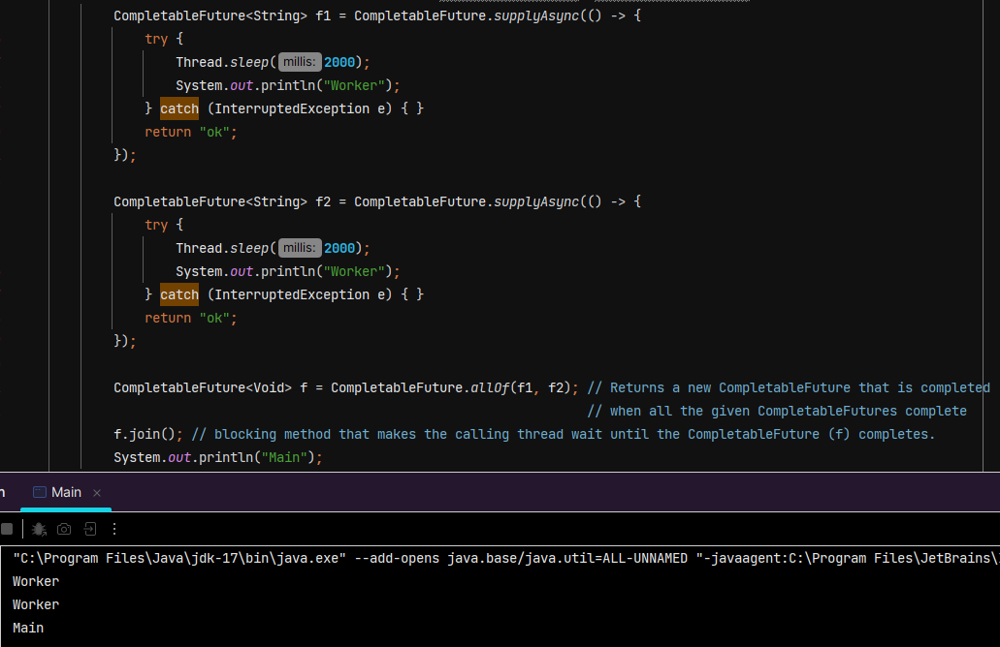 CompletableFuture<String> f1 = CompletableFuture.supplyAsync(() -> {
try {
Thread.sleep( millis: 2000);
System.out.println("Worker");
} catch (InterruptedException e) { }
return "ok";
});
CompletableFuture<String> f2 = CompletableFuture.supplyAsync(() -> {
try {
Thread.sleep( millis: 2000);
System.out.println("Worker");
} catch (InterruptedException e) { }
return "ok";
});
CompletableFuture<Void> f = CompletableFuture.allOf(f1, f2); // Returns a new CompletableFuture that is completed
// when all the given CompletableFutures complete
f.join(); // blocking method that makes the calling thread wait until the CompletableFuture (f) completes.
System.out.println("Main");
Main
"C:\Program Files\Java\jdk-17\bin\java.exe" --add-opens java.base/java.util=ALL-UNNAMED "-javaagent:C:\Program Files\JetBrains\
Worker
Worker
Main